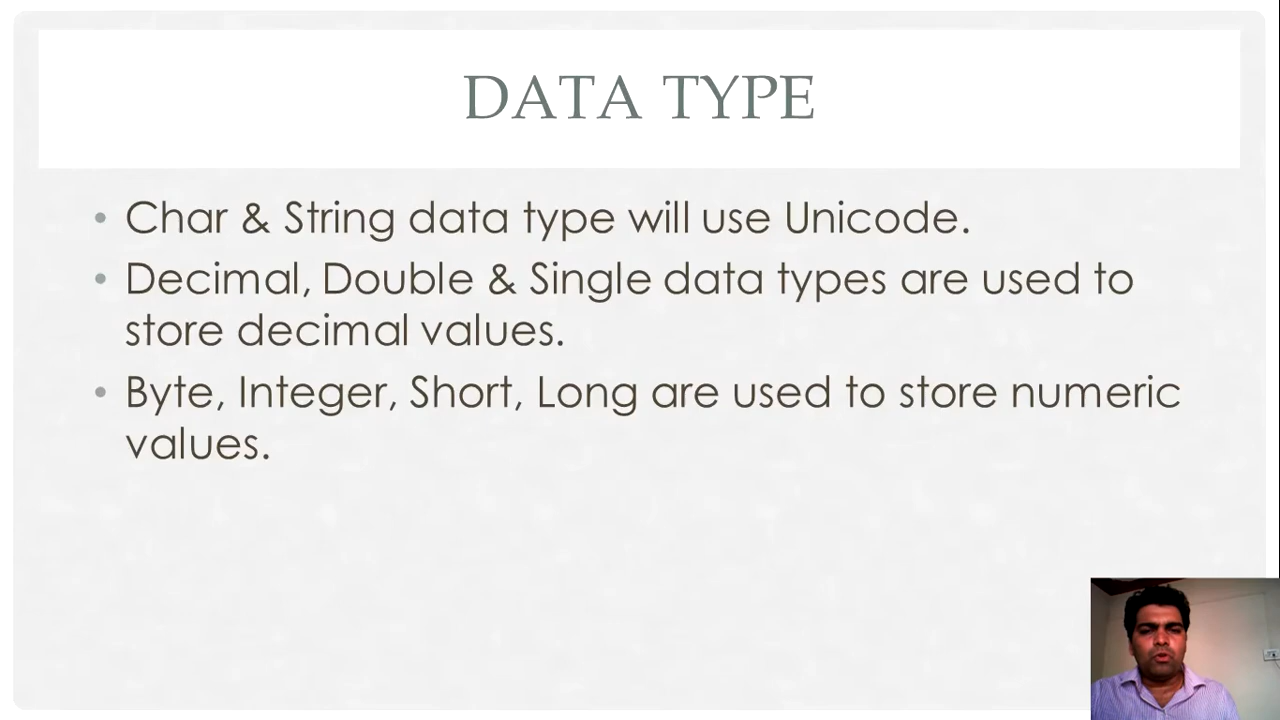 DATA TYPE
• Char & String data type will use Unicode.
• Decimal, Double & Single data types are used to
store decimal values.
• Byte, Integer, Short, Long are used to store numeric
values.